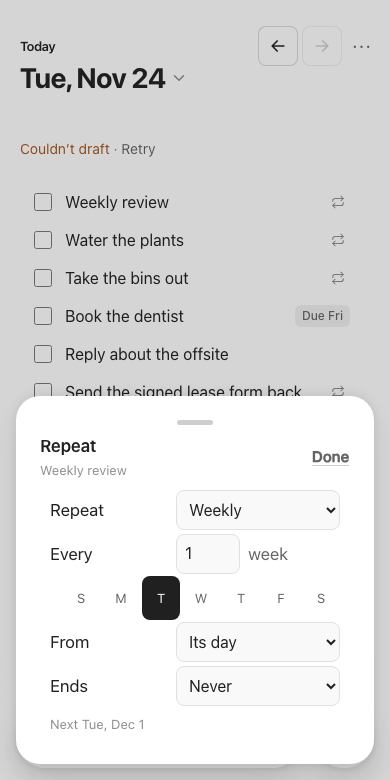 Today
Tue, Nov 24
Couldn't draft · Retry
Weekly review
Water the plants
Take the bins out
Book the dentist
Due Fri
Reply about the offsite
Send the signed lease form back
Repeat
Weekly review
Done
Repeat
Weekly
Every
1
week
S M T W T F S
From
Its day
Ends
Never
Next Tue, Dec 1